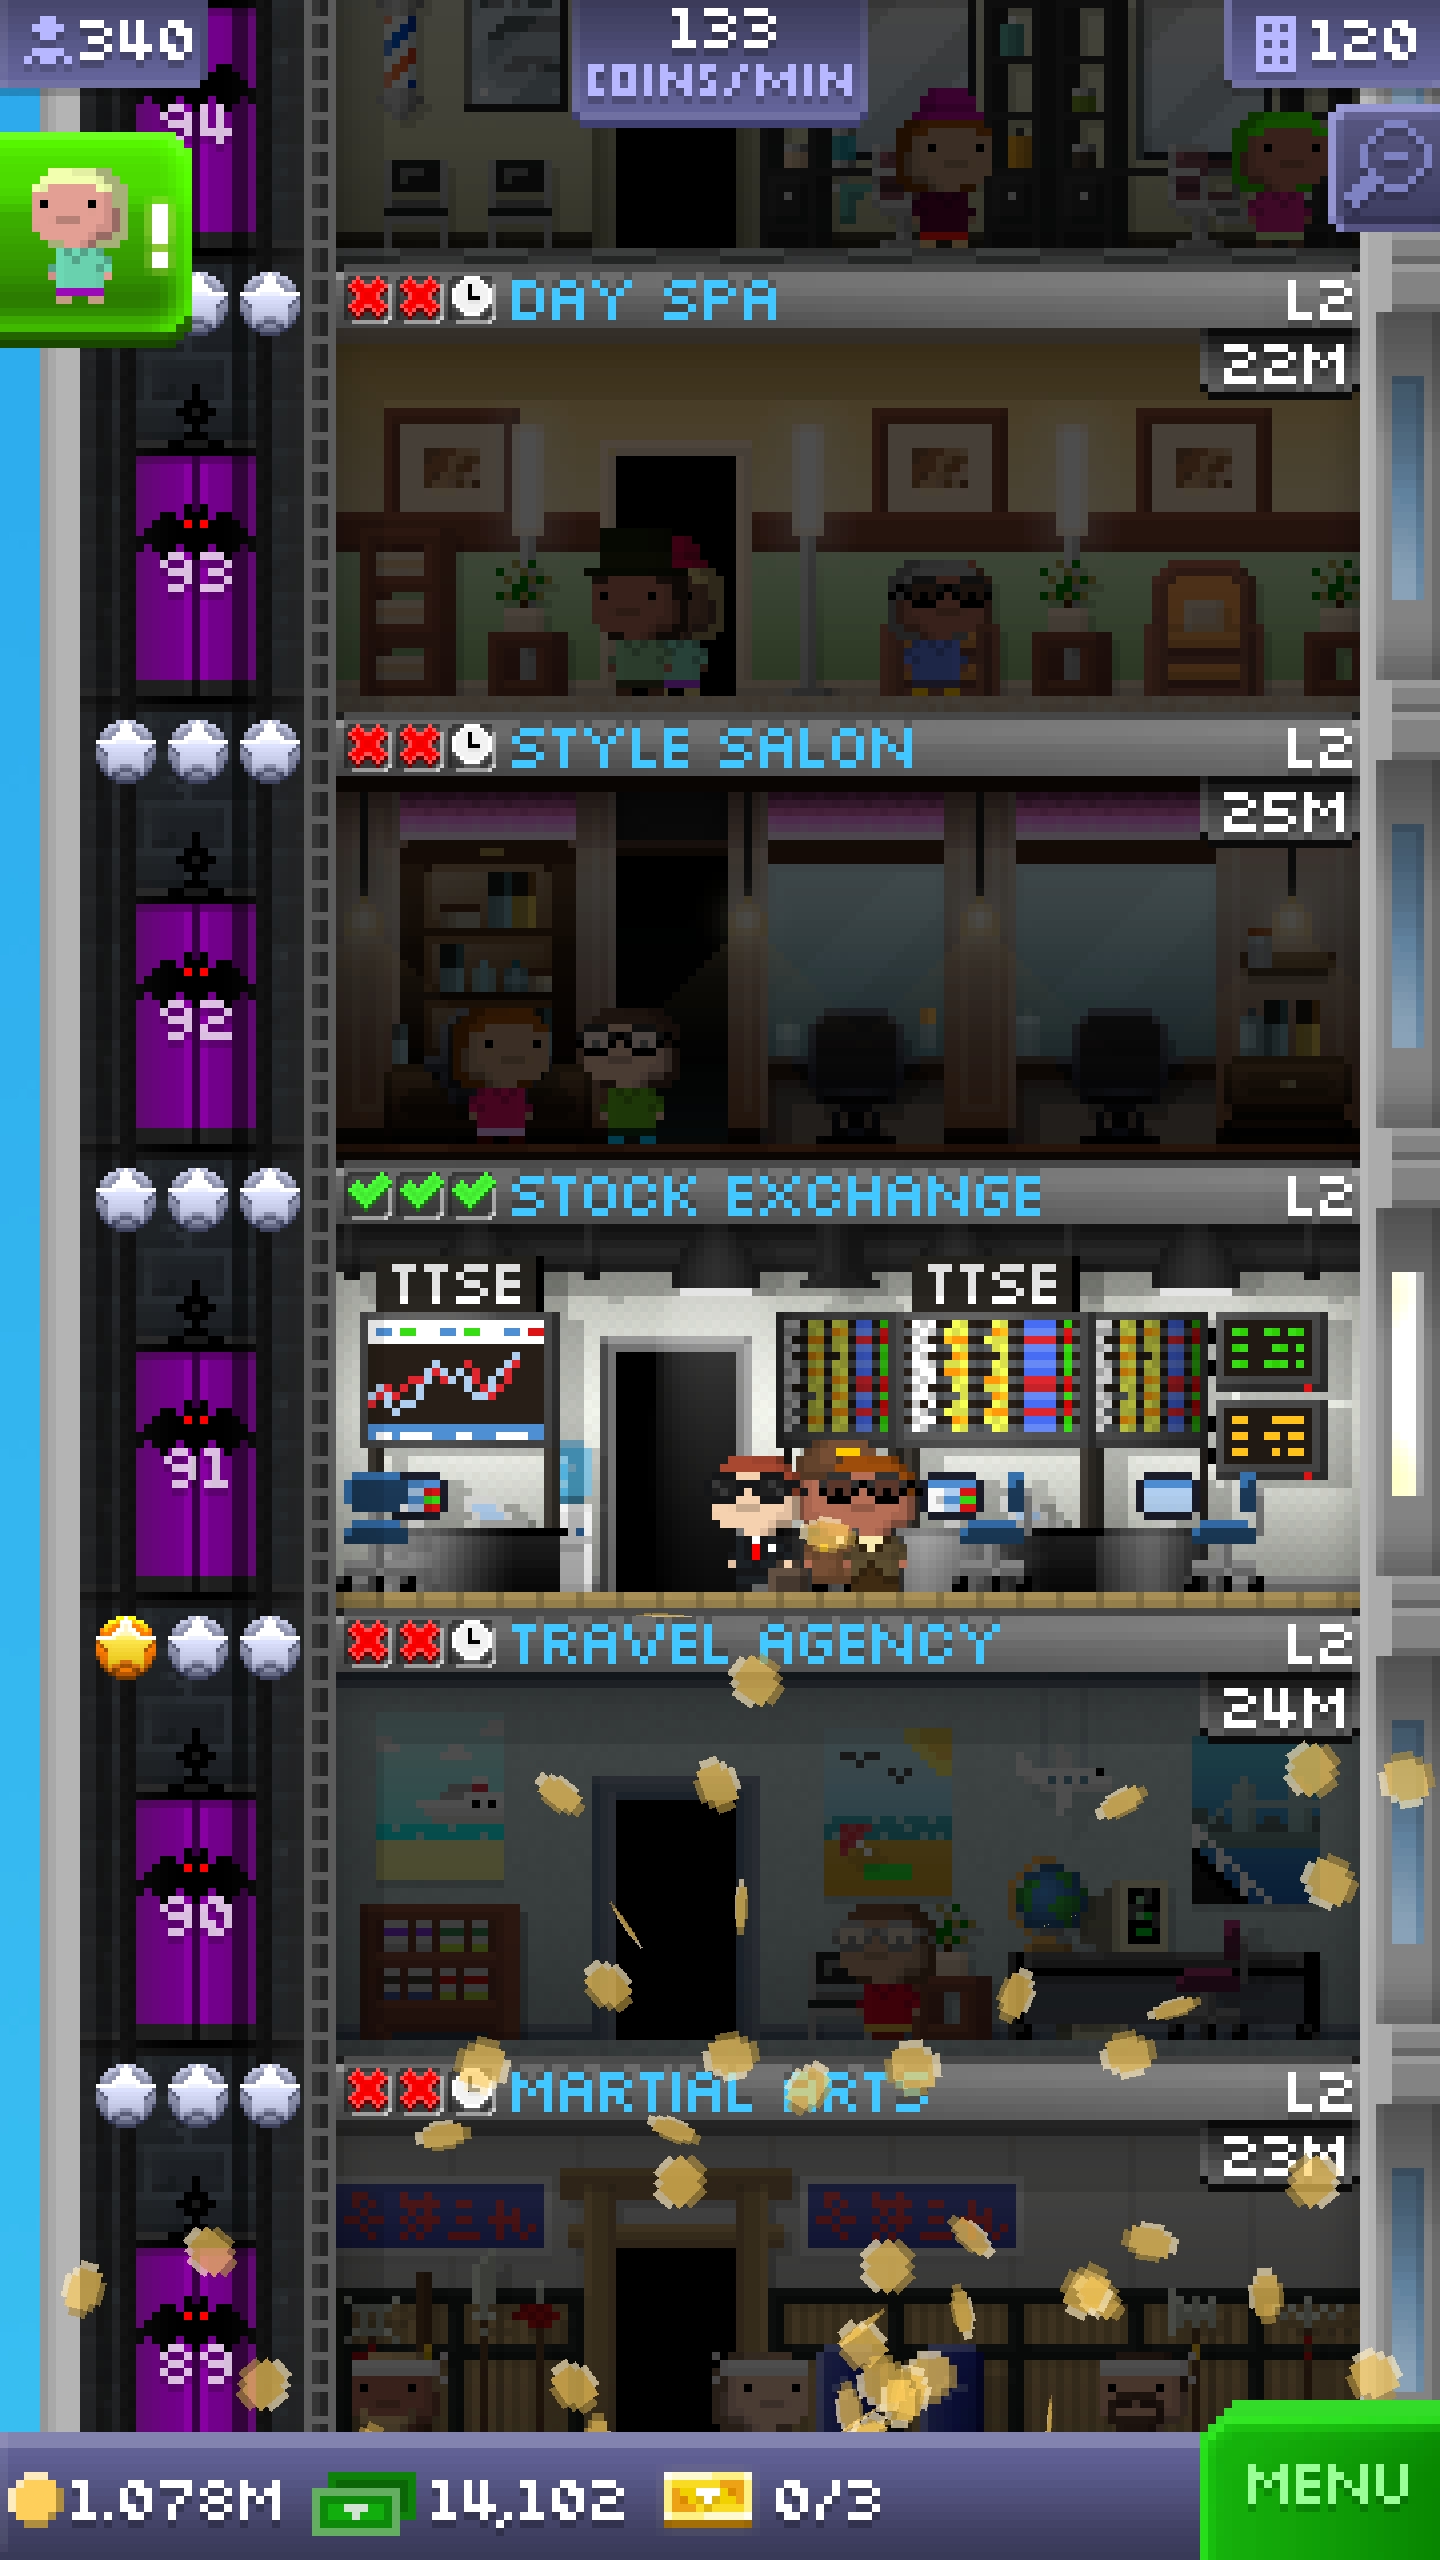 340
133
COINS/MIN
120
94
!
DAY SPA
L2
22M
93
STYLE SALON
L2
25M
92
STOCK EXCHANGE
L2
TTSE
TTSE
91
TRAVEL AGENCY
L2
24M
90
MARTIAL ARTS
L2
23M
89
1.078M
14,102
0/3
MENU